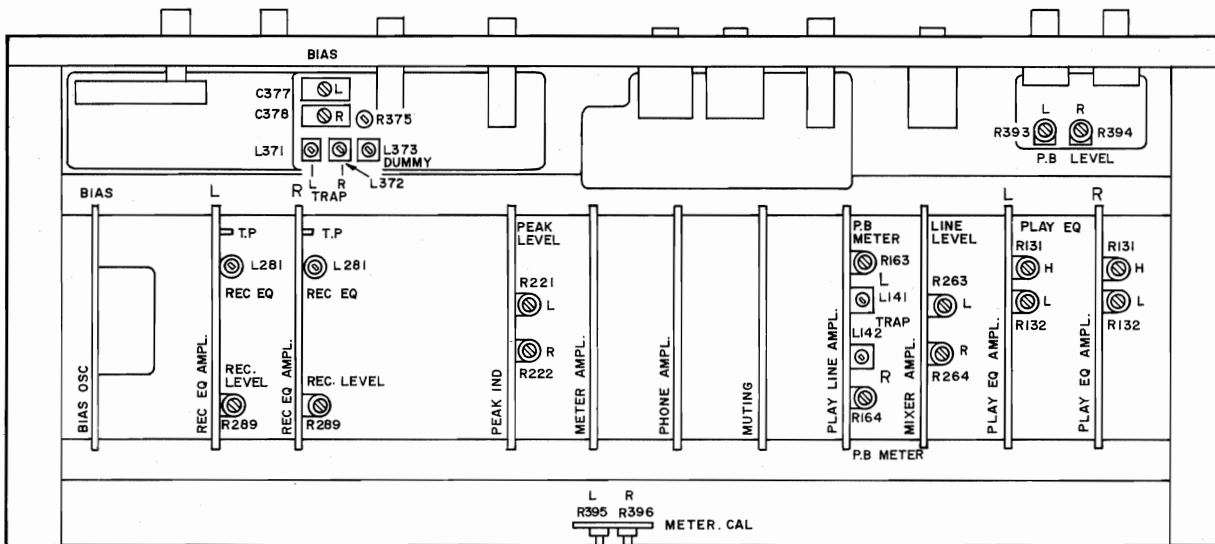 BIAS
C377
L
C378
R
R375
L371
L373
DUMMY
L
R
L372
TRAP
L R
R393
R394
P.B LEVEL
BIAS
L
R
L
R
T.P
T.P
L281
L281
REC EQ
REC EQ
REC. LEVEL
REC. LEVEL
R289
R289
BIAS OSC
REC EQ AMPL.
REC EQ AMPL.
PEAK LEVEL
R221
L
R
R222
PEAK IND
METER AMPL.
PHONE AMPL.
MUTING
PLAY LINE AMPL.
P.B METER
R163
L
L141
TRAP
L142
R
R164
P.B METER
MIXER AMPL.
LINE LEVEL
R263
L
R
R264
PLAY EQ
PLAY EQ AMPL.
R131
H
L
R132
PLAY EQ AMPL.
R131
H
L
R132
L R
R395 R396
METER. CAL